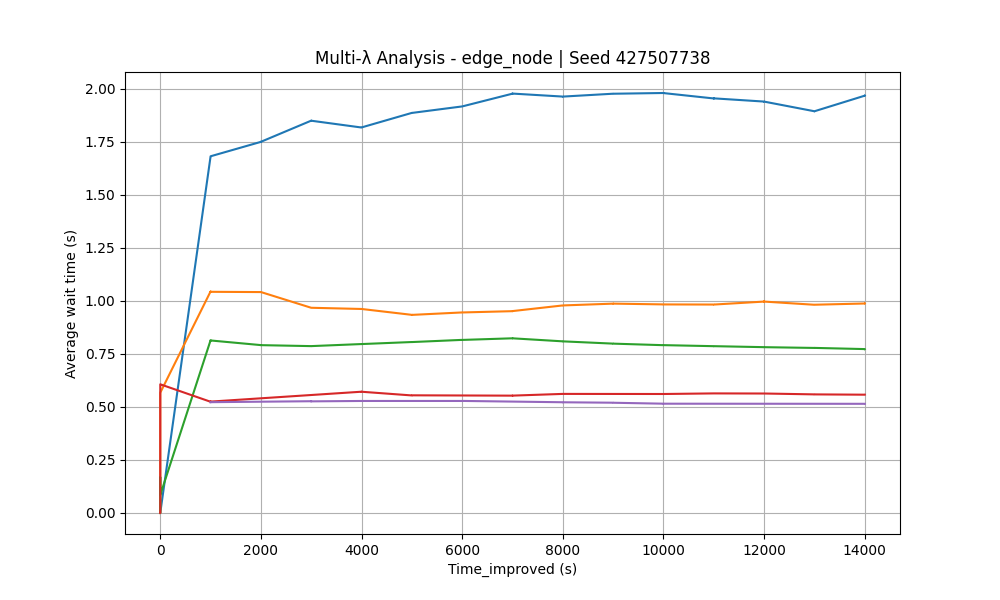 Multi-λ Analysis - edge_node | Seed 427507738
Average wait time (s)
2.00
1.75
1.50
1.25
1.00
0.75
0.50
0.25
0.00
0 2000 4000 6000 8000 10000 12000 14000
Time_improved (s)